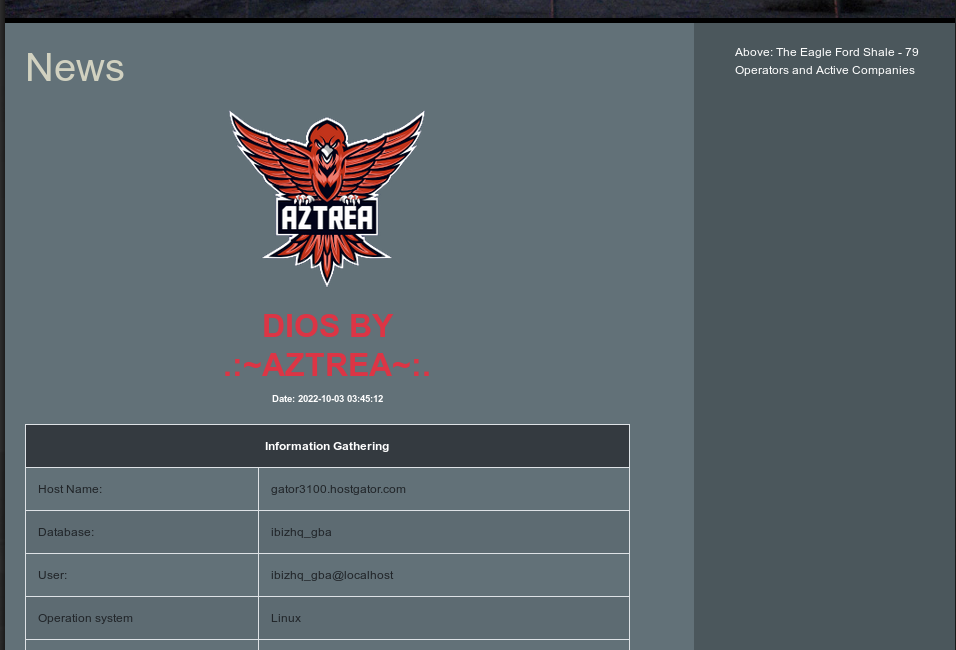 News
AZTREA
DIOS BY
.:~AZTREA~:.
Date: 2022-10-03 03:45:12
Information Gathering
Host Name: gator3100.hostgator.com
Database: ibizhq_gba
User: ibizhq_gba@localhost
Operation system Linux
Above: The Eagle Ford Shale - 79
Operators and Active Companies